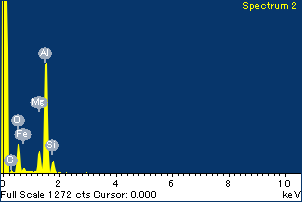 Spectrum 2
Al
Mg
O
Fe
Si
O
0 2 4 6 8 10
Full Scale 1272 cts Cursor: 0.000 keV